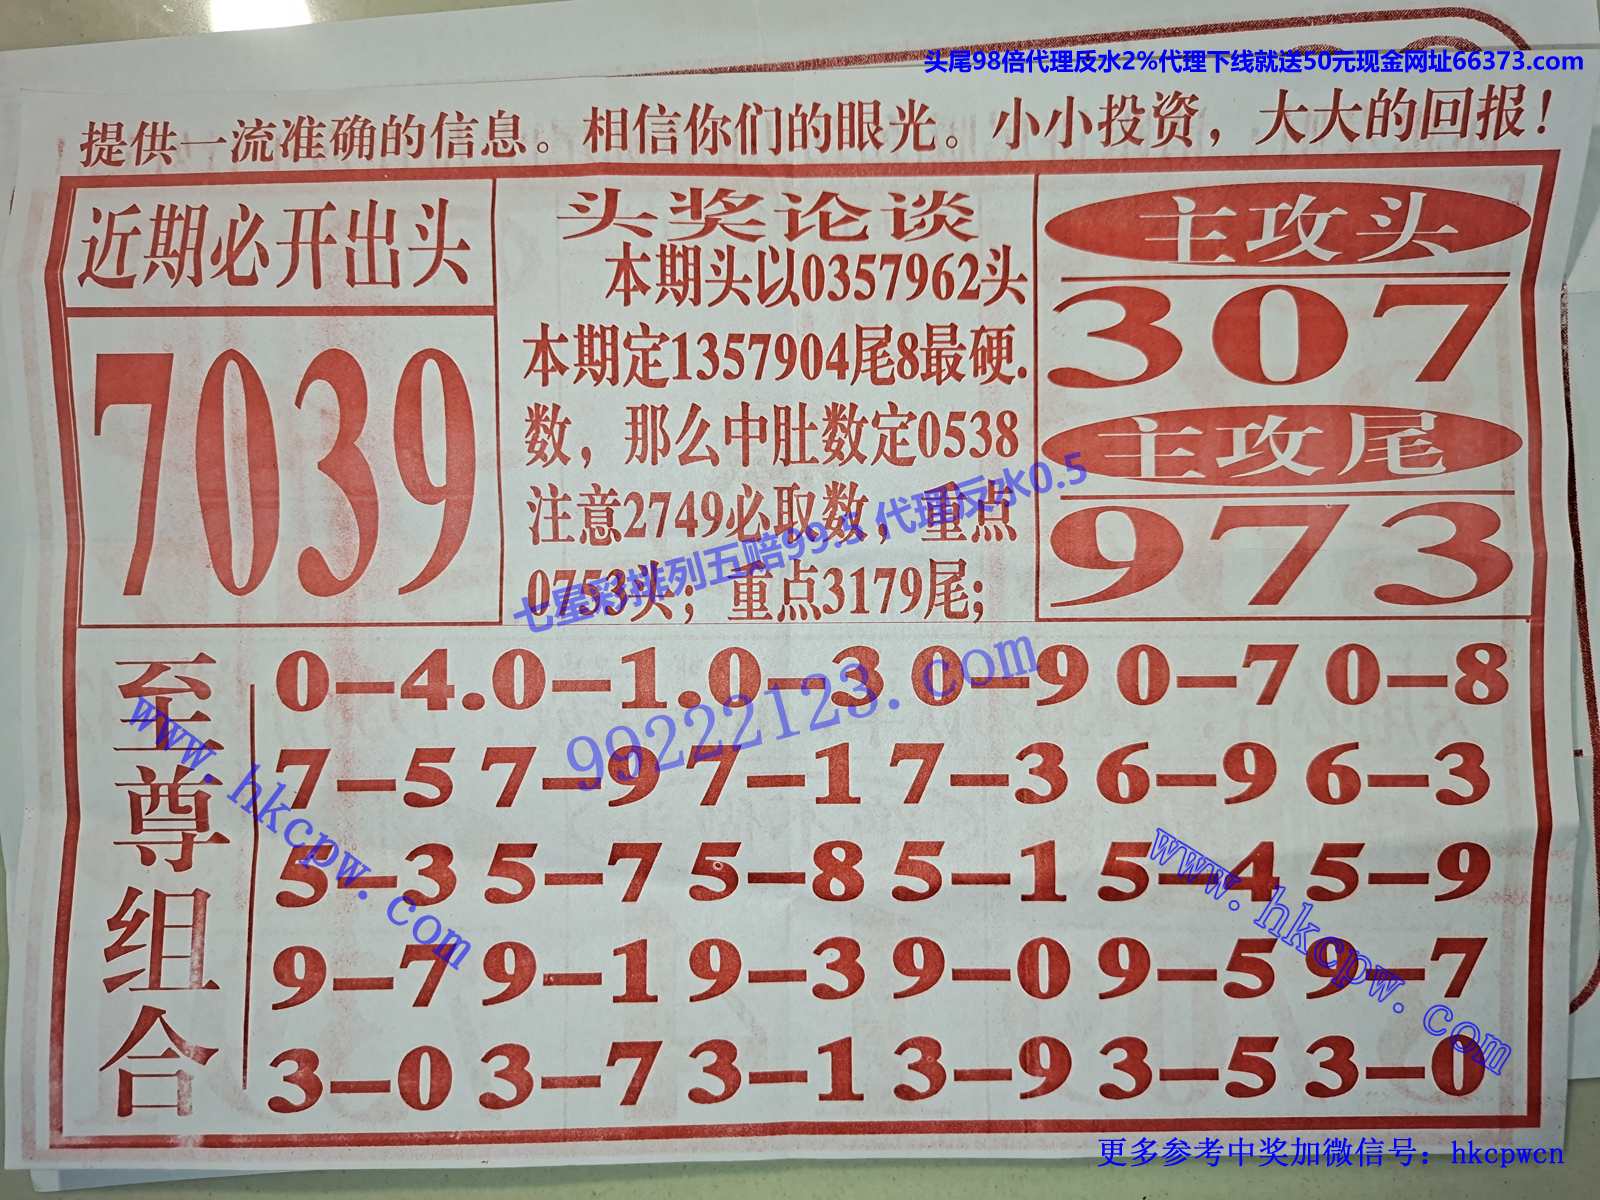 头尾98倍代理反水2%代理下线就送50元现金网址66373.com
提供一流准确的信息。相信你们的眼光。小小投资，大大的回报！
近期必开出头
7039
头奖论谈
本期头以0357962头
本期定1357904尾8最硬.
数，那么中肚数定0538
注意2749必取数，重点
0753头；重点3179尾；
主攻头
307
主攻尾
973
七星彩排列五赔99.5 代理反水0.5
99222123.com
至尊组合
0—4.0—1.0—3 0—9 0—7 0—8
7—5 7—9 7—1 7—3 6—9 6—3
5—3 5—7 5—8 5—1 5—4 5—9
9—7 9—1 9—3 9—0 9—5 9—7
3—0 3—7 3—1 3—9 3—5 3—0
www.hkcpw.com
www.hkcpw.com
更多参考中奖加微信号：hkcpwcn